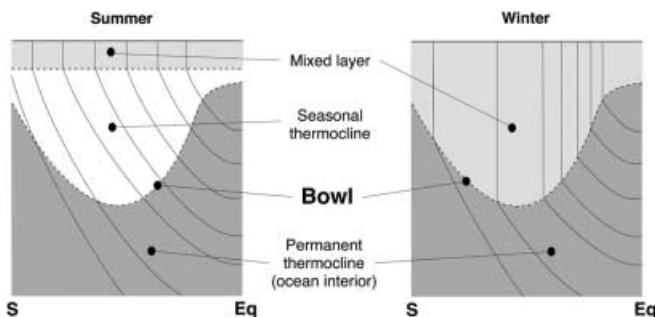 Summer
Winter
Mixed layer
Seasonal
thermocline
Bowl
Permanent
thermocline
(ocean interior)
S
Eq
S
Eq